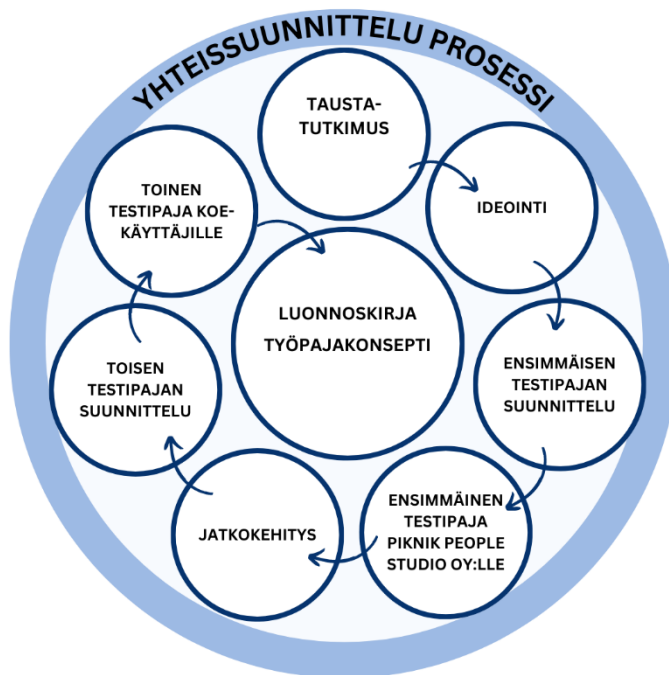 YHTEISSUUNNITTELU PROSESSI
TAUSTA-
TUTKIMUS
IDEOINTI
ENSIMMÄISEN
TESTIPAJAN
SUUNNITTELU
ENSIMMÄINEN
TESTIPAJA
PIKNIK PEOPLE
STUDIO OY:LLE
JATKOKEHITYS
TOISEN
TESTIPAJAN
SUUNNITTELU
TOINEN
TESTIPAJA KOE-
KÄYTTÄJILLE
LUONNOSKIRJA
TYÖPAJAKONSEPTI